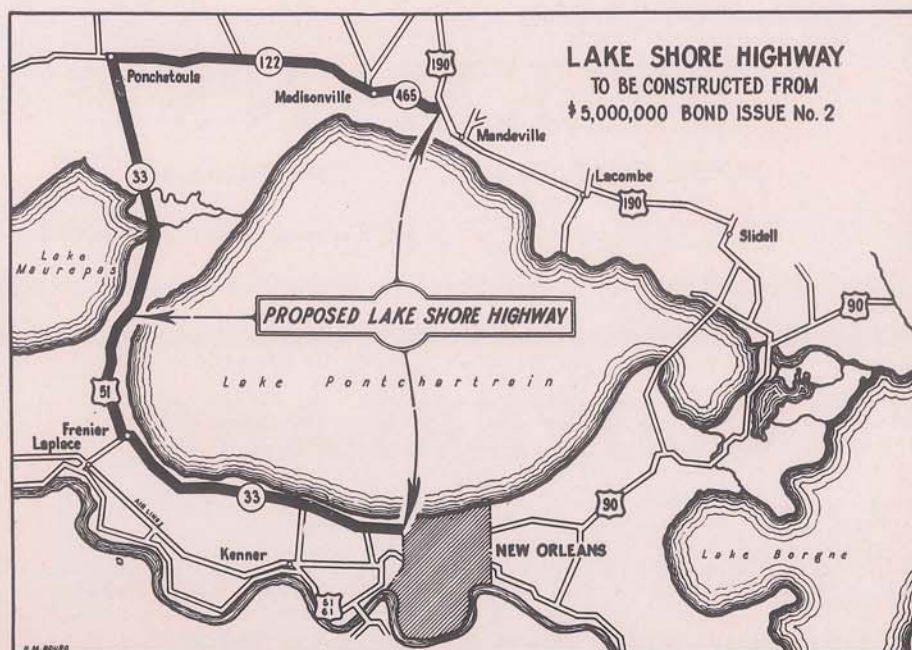 LAKE SHORE HIGHWAY
TO BE CONSTRUCTED FROM
$5,000,000 BOND ISSUE No. 2
190
122
Ponchatoula
Madisonville
465
Mandeville
Lacombe
190
33
Slidell
Lake
Maurepas
90
PROPOSED LAKE SHORE HIGHWAY
Lake Pontchartrain
51
Frenier
Laplace
33
90
AIR LINE
Kenner
NEW ORLEANS
Lake Borgne
51
61
H.M. BOURG